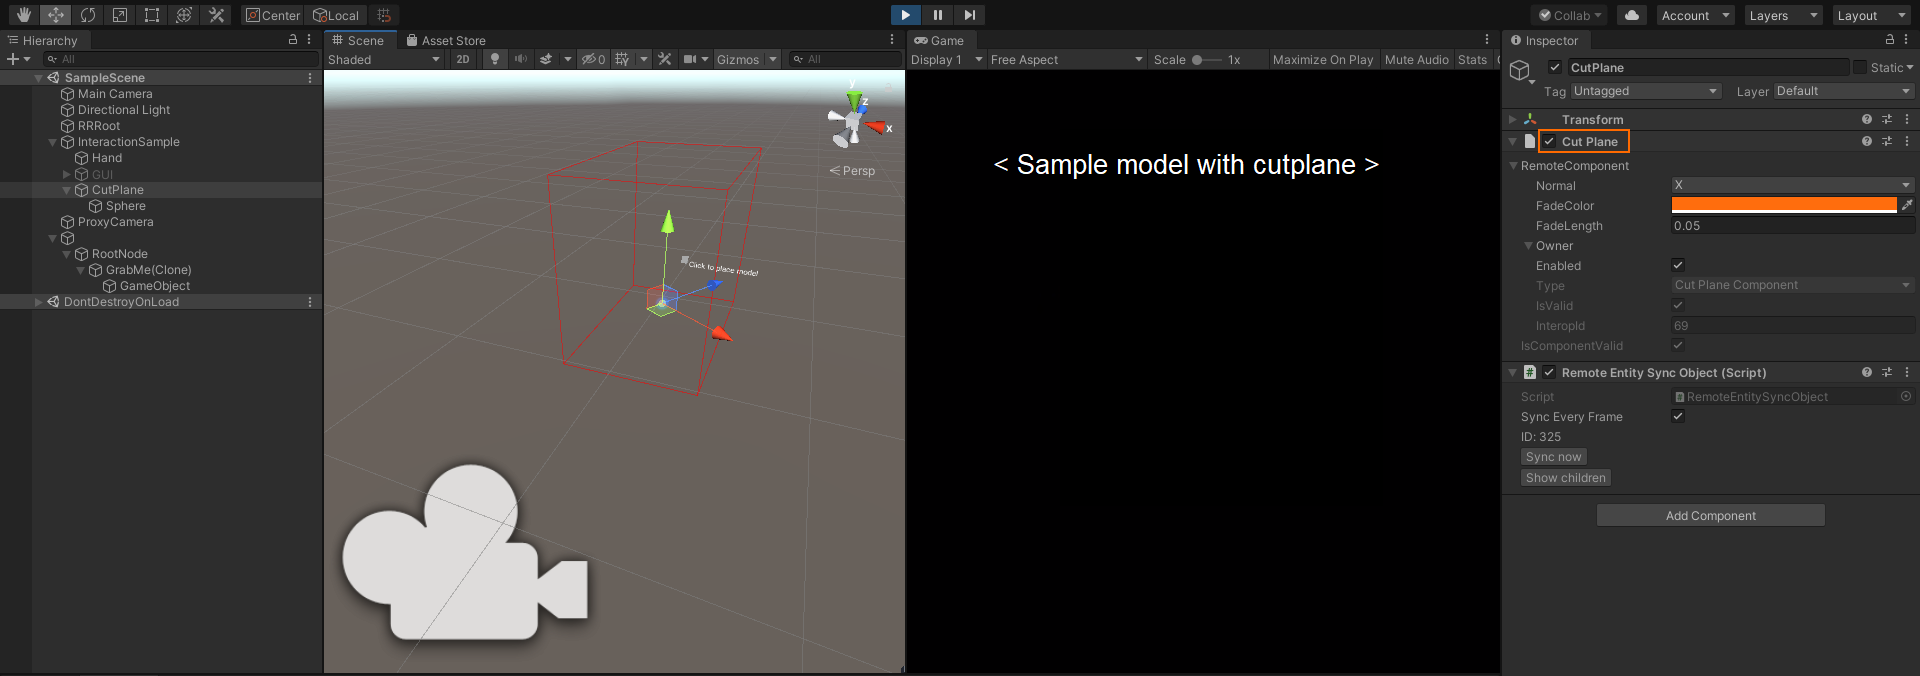 Center
Local
Collab
Account
Layers
Layout
Hierarchy
All
SampleScene
Main Camera
Directional Light
RRRoot
InteractionSample
Hand
GUI
CutPlane
Sphere
ProxyCamera
RootNode
GrabMe(Clone)
GameObject
DontDestroyOnLoad
Scene
Asset Store
Shaded
2D
0
Gizmos
All
y
z
x
Persp
Click to place model
Game
Display 1
Free Aspect
Scale
1x
Maximize On Play
Mute Audio
Stats
< Sample model with cutplane >
Inspector
CutPlane
Static
Tag Untagged
Layer Default
Transform
Cut Plane
RemoteComponent
Normal X
FadeColor
FadeLength 0.05
Owner
Enabled
Type Cut Plane Component
IsValid
InteropId 69
IsComponentValid
# Remote Entity Sync Object (Script)
Script RemoteEntitySyncObject
Sync Every Frame
ID: 325
Sync now
Show children
Add Component